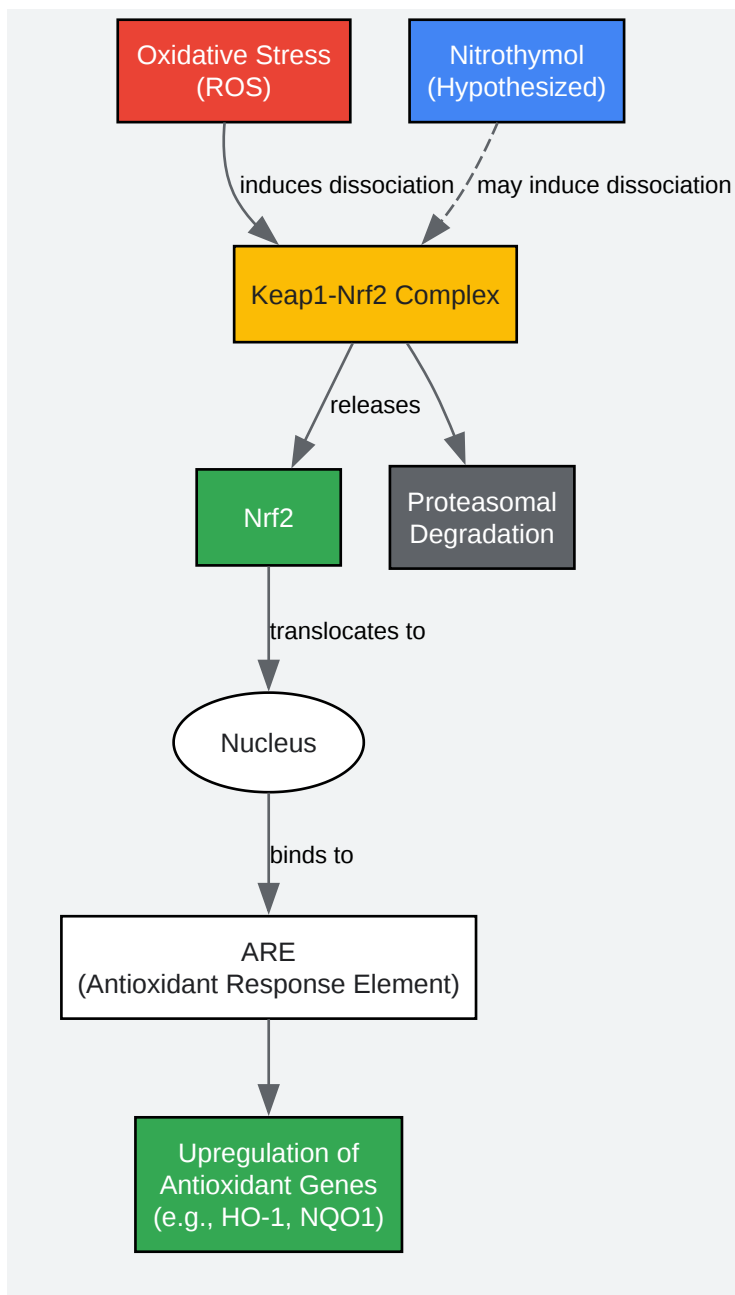 Oxidative Stress
(ROS)
Nitrothymol
(Hypothesized)
induces dissociation
may induce dissociation
Keap1-Nrf2 Complex
releases
Nrf2
Proteasomal
Degradation
translocates to
Nucleus
binds to
ARE
(Antioxidant Response Element)
Upregulation of
Antioxidant Genes
(e.g., HO-1, NQO1)